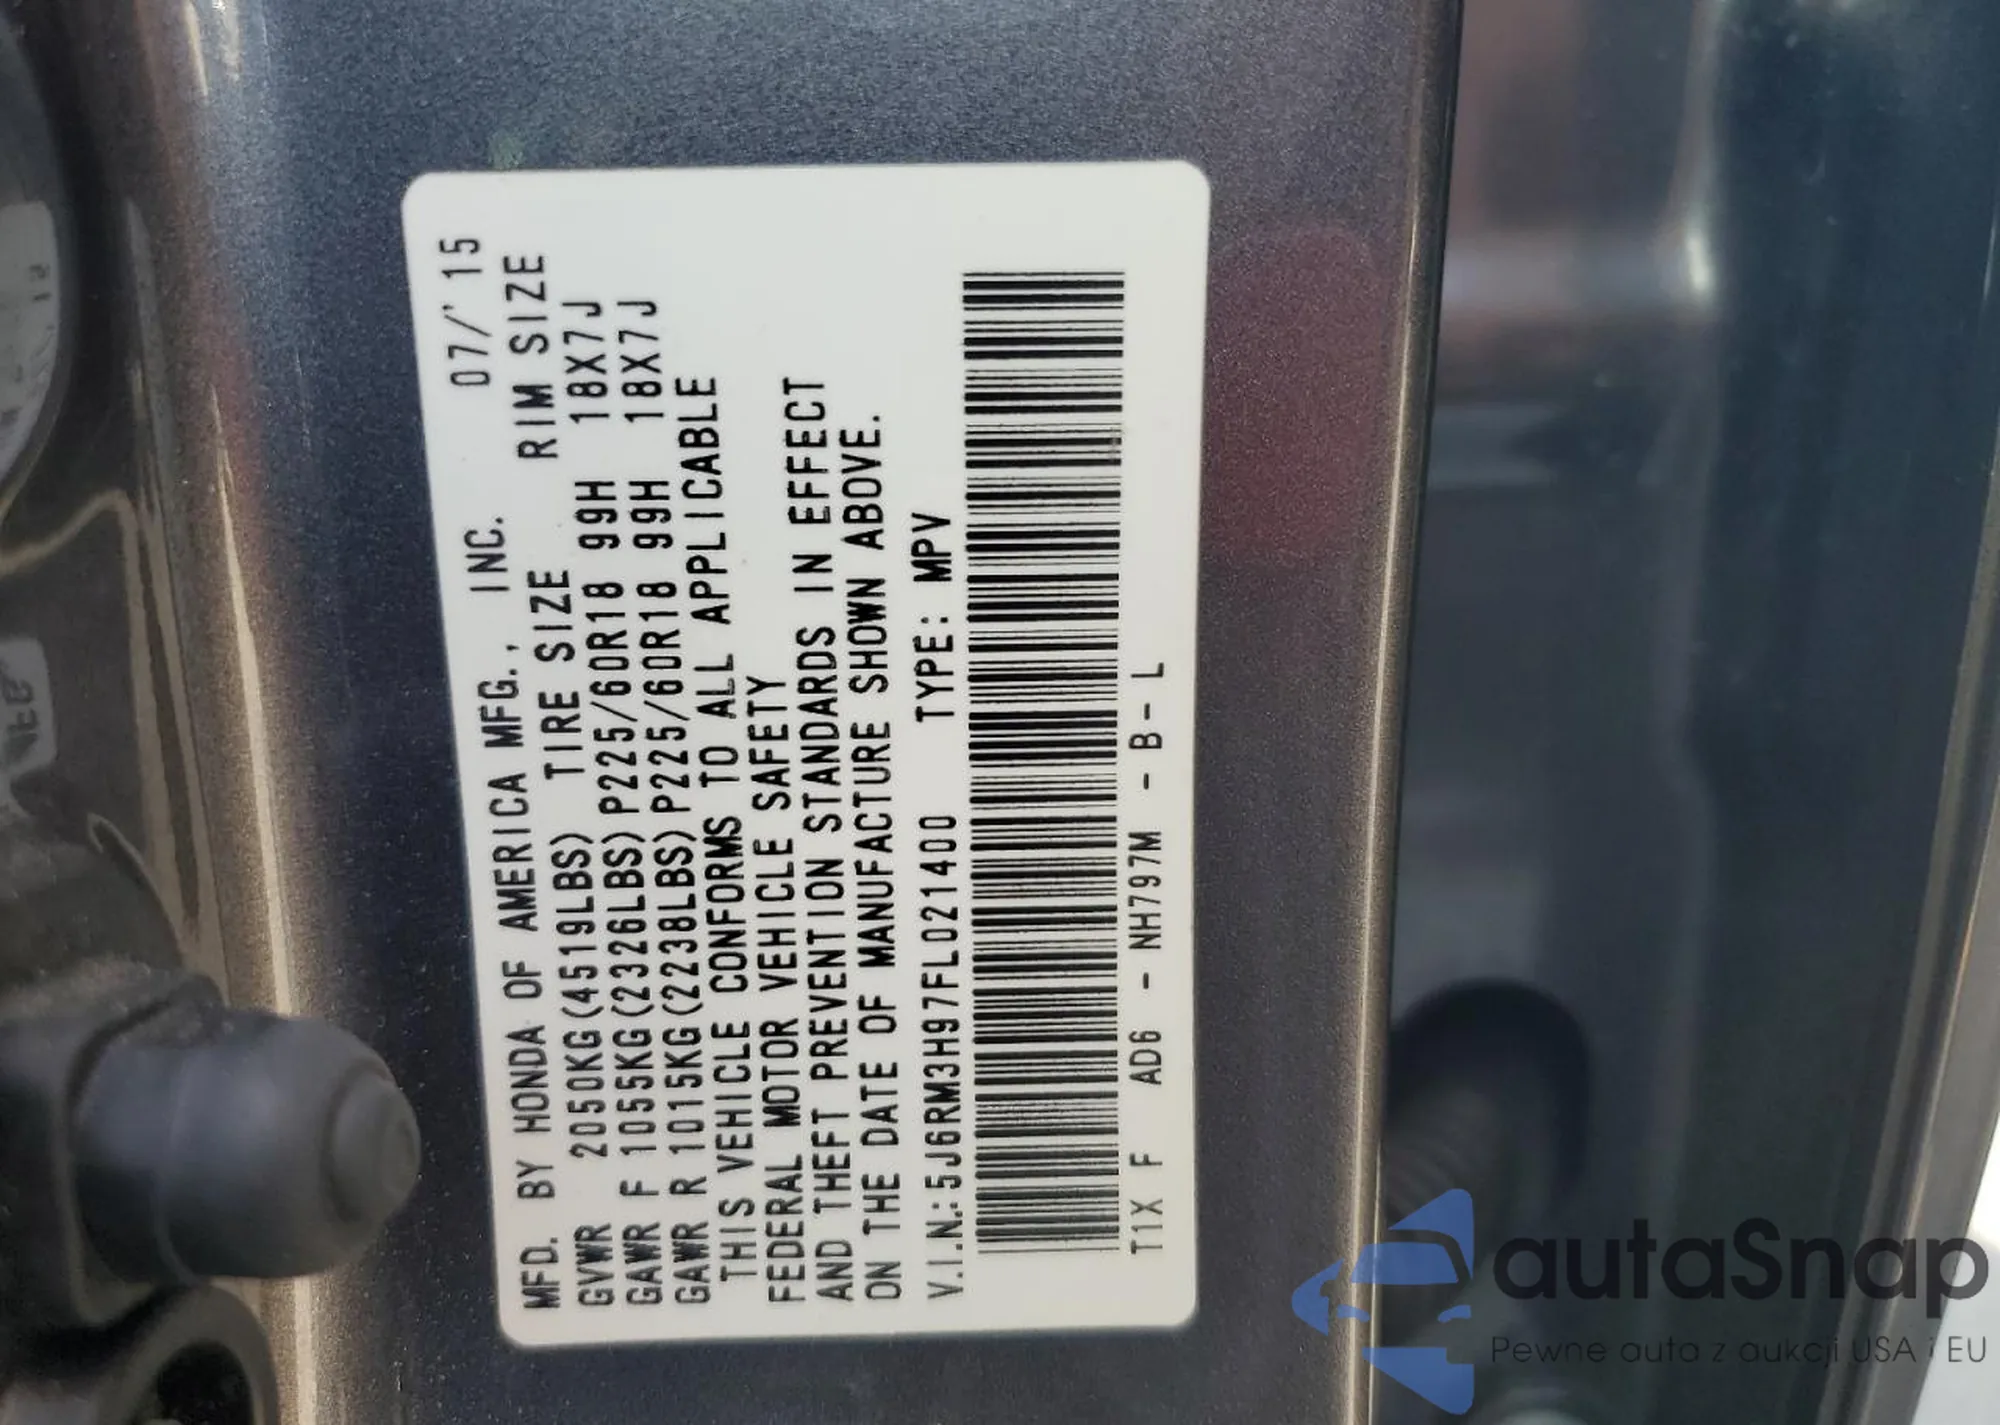 MFD. BY HONDA OF AMERICA MFG., INC. 07/'15
GVWR 2050KG(4519LBS) TIRE SIZE RIM SIZE
GAWR F 1055KG(2326LBS)P225/60R18 99H 18X7J
GAWR R 1015KG(2238LBS)P225/60R18 99H 18X7J
THIS VEHICLE CONFORMS TO ALL APPLICABLE
FEDERAL MOTOR VEHICLE SAFETY
AND THEFT PREVENTION STANDARDS IN EFFECT
ON THE DATE OF MANUFACTURE SHOWN ABOVE.
V.I.N.:5J6RM3H97FL021400 TYPE: MPV
T1X F AD6 - NH797M - B- L
autaSnap
Pewne auta z aukcji USA i EU